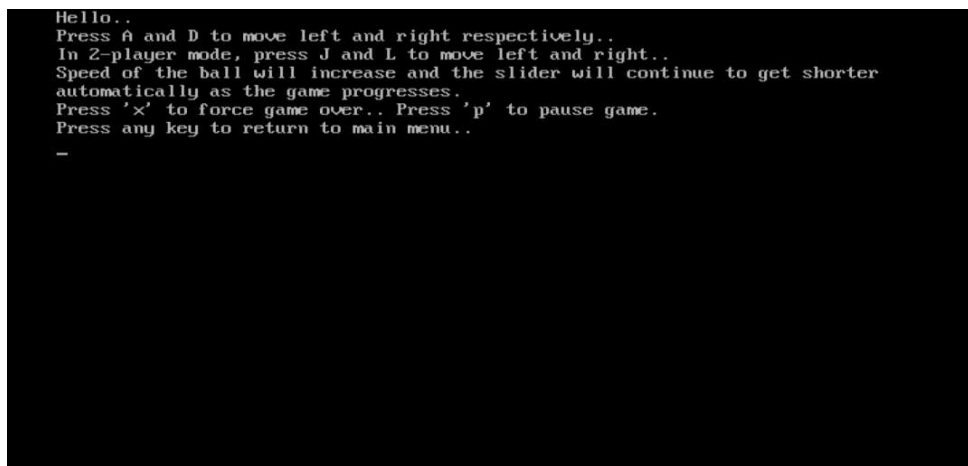 Hello..
Press A and D to move left and right respectively..
In 2-player mode, press J and L to move left and right..
Speed of the ball will increase and the slider will continue to get shorter
automatically as the game progresses.
Press 'x' to force game over.. Press 'p' to pause game.
Press any key to return to main menu..